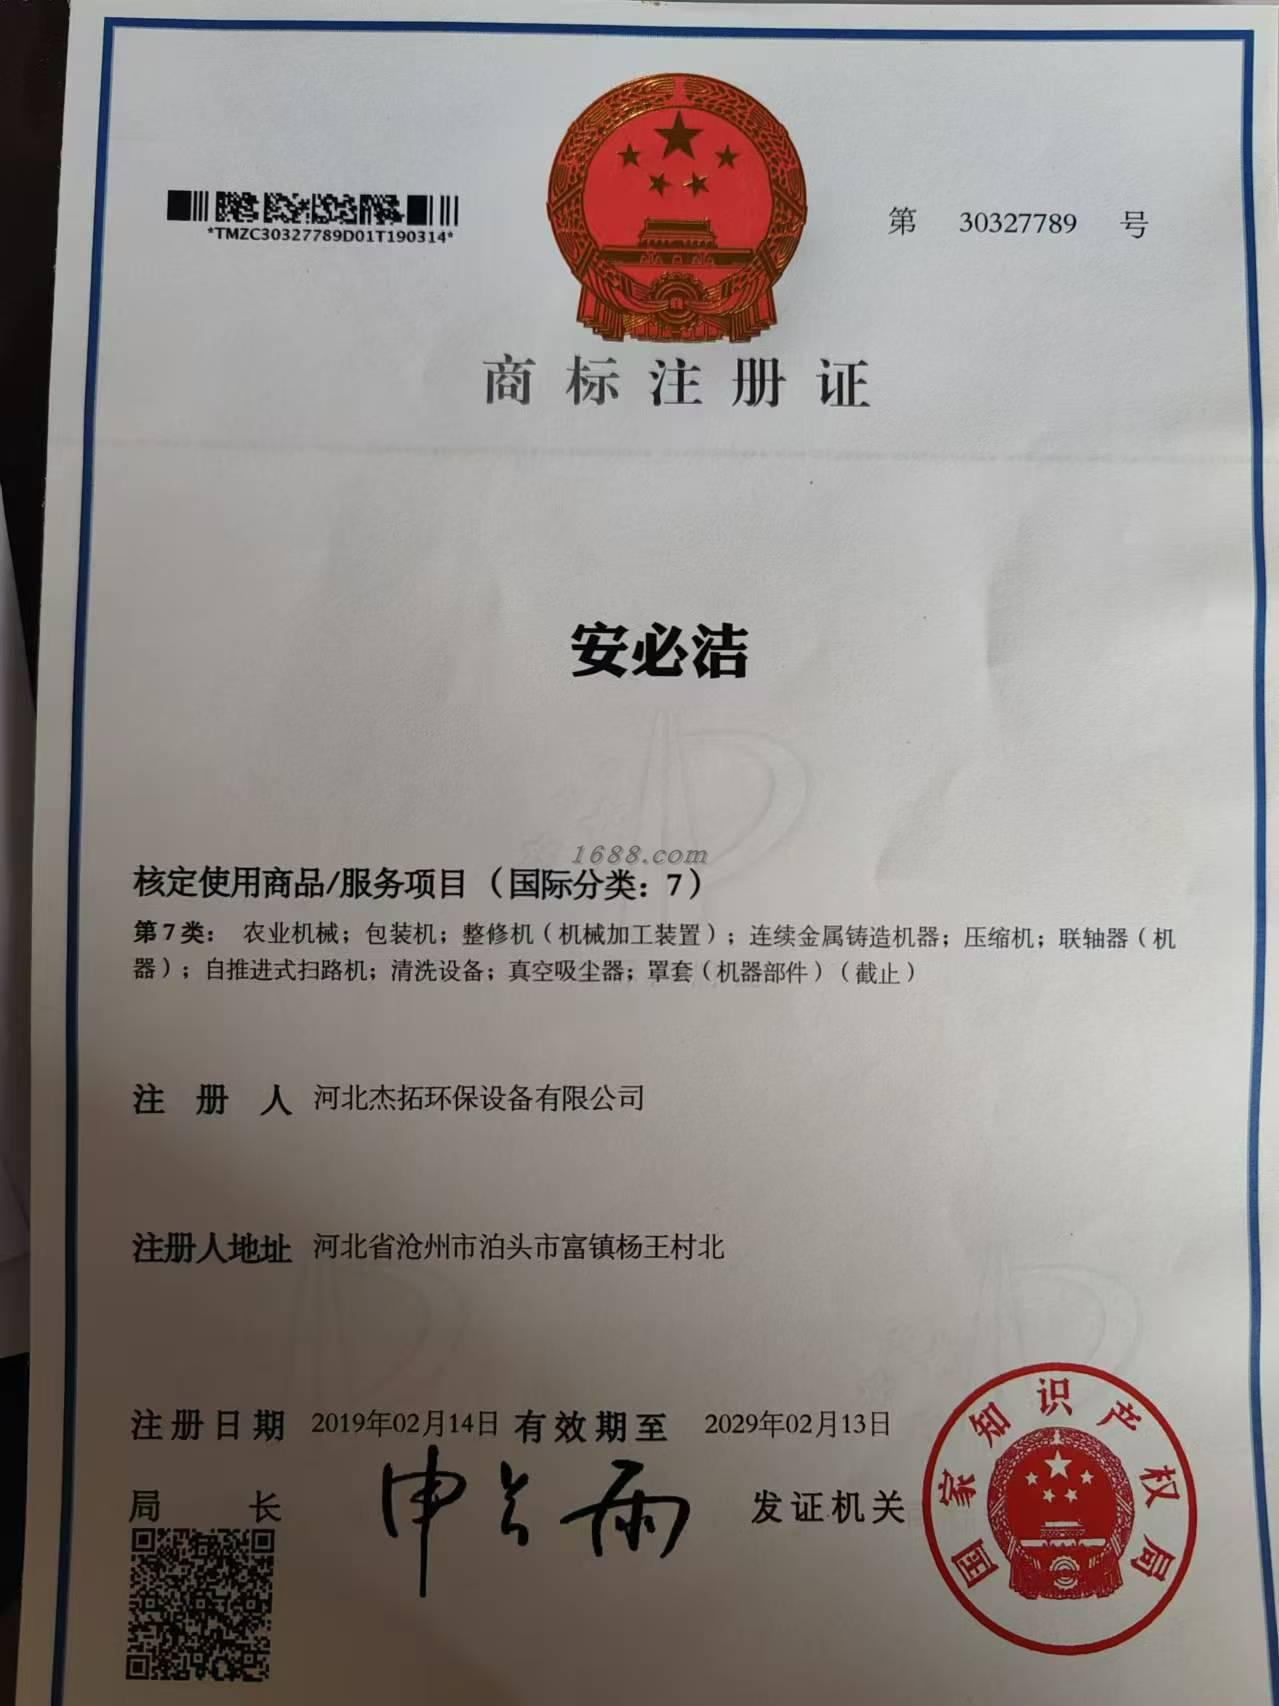 *TMZC30327789D01T190314*
第 30327789 号
商标注册证
安必洁
1688.com
核定使用商品/服务项目（国际分类：7）
第7类： 农业机械；包装机；整修机（机械加工装置）；连续金属铸造机器；压缩机；联轴器（机
器）；自推进式扫路机；清洗设备；真空吸尘器；罩套（机器部件）（截止）
注册人 河北杰拓环保设备有限公司
注册人地址 河北省沧州市泊头市富镇杨王村北
注册日期 2019年02月14日 有效期至 2029年02月13日
局长 申长雨 发证机关
国家知识产权局